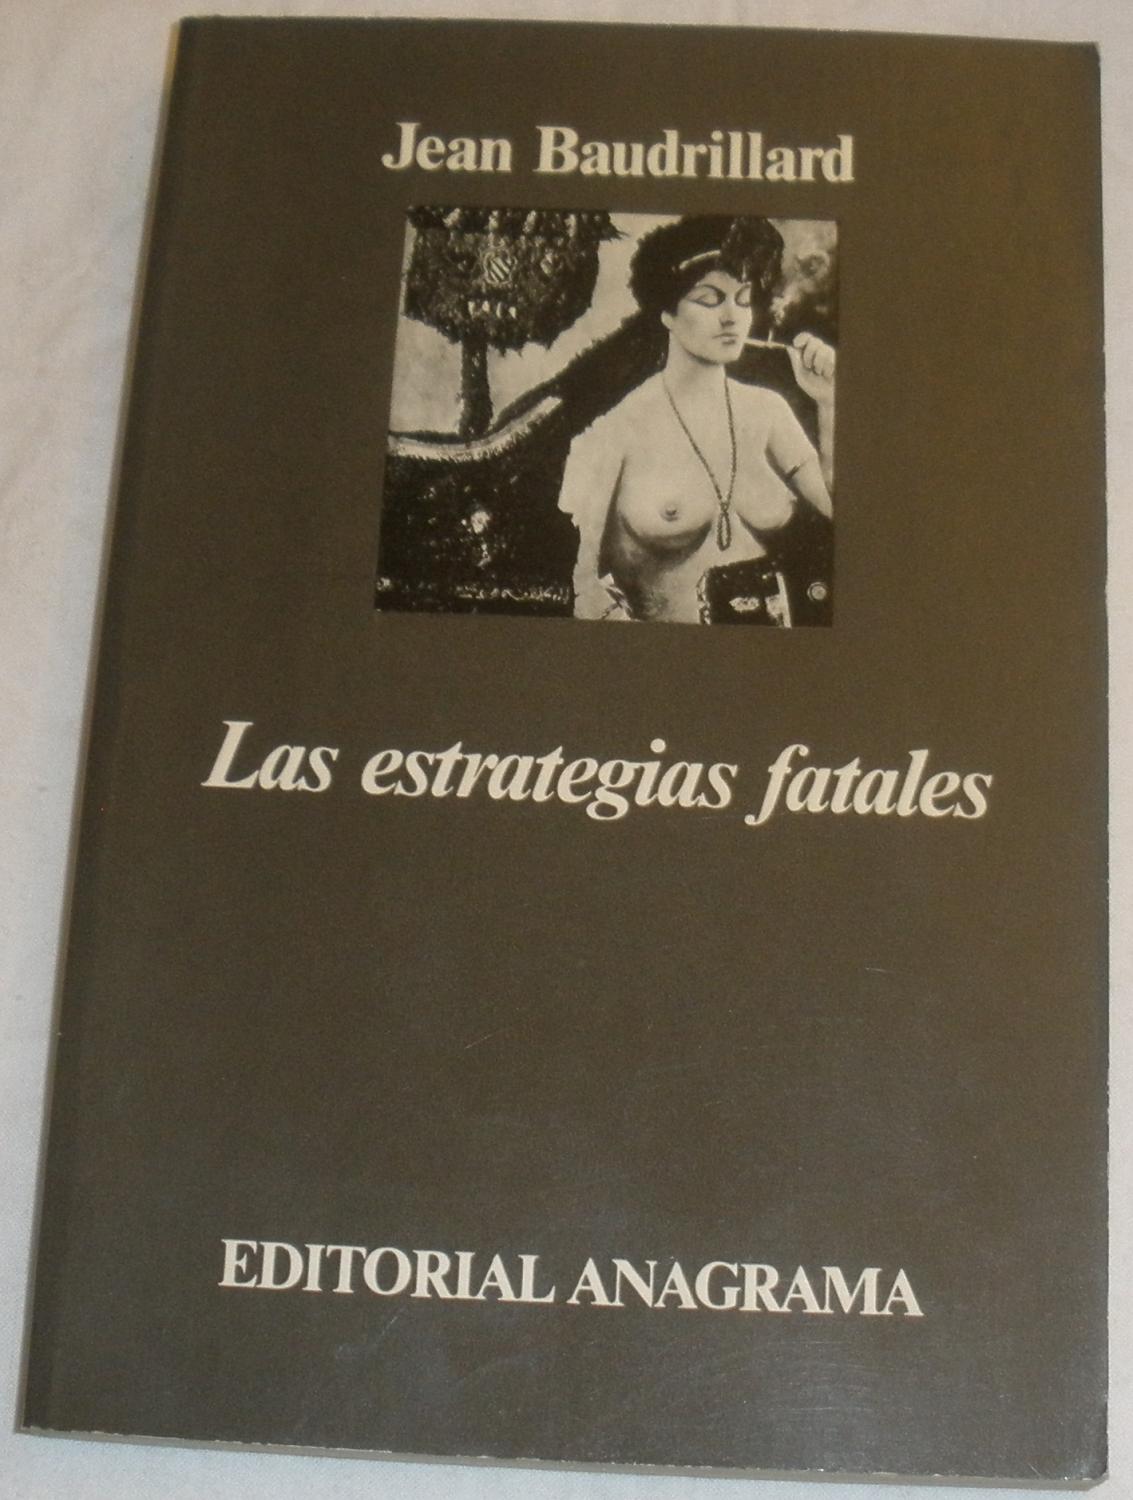 Jean Baudrillard
Las estrategias fatales
EDITORIAL ANAGRAMA